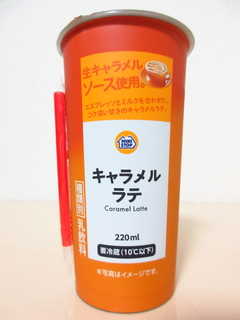 生キャラメル
ソース使用。
エスプレッソとミルクを合わせた、
コク深い甘さのキャラメルラテ。
MINI
STOP
キャラメル
ラテ
Caramel Latte
220ml
要冷蔵(10℃以下)
種類別 乳飲料
※写真はイメージです。